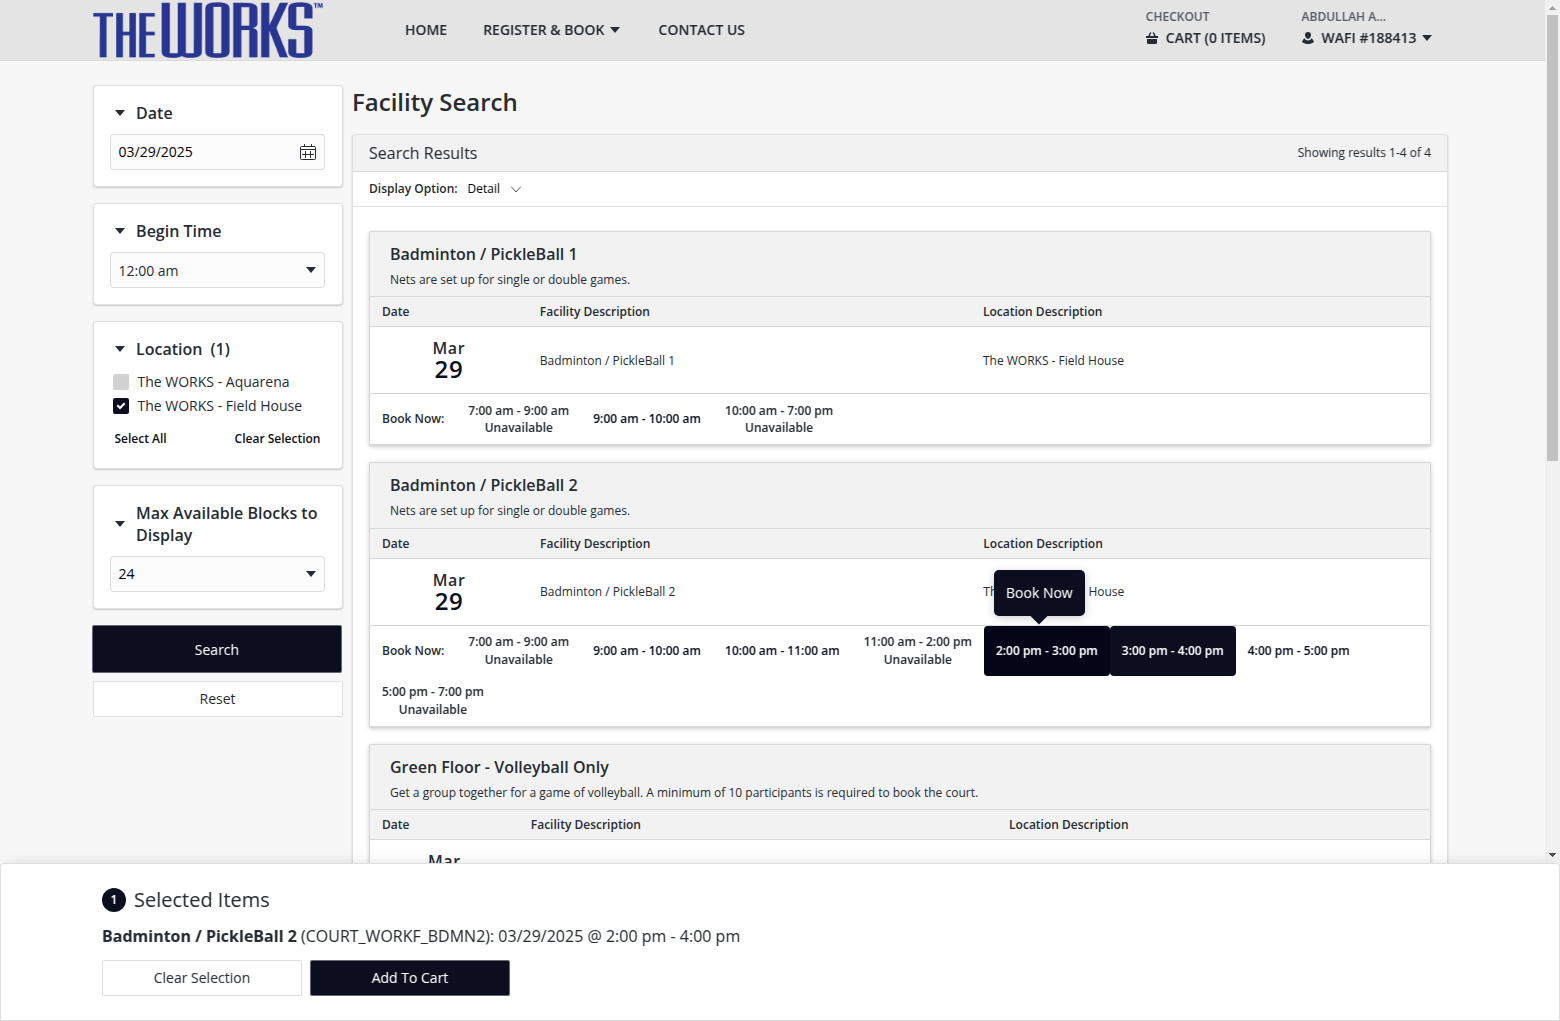 THE WORKS™
HOME
REGISTER & BOOK
CONTACT US
CHECKOUT
CART (0 ITEMS)
ABDULLAH A...
WAFI #188413
Date
03/29/2025
Begin Time
12:00 am
Location (1)
The WORKS - Aquarena
The WORKS - Field House
Select All
Clear Selection
Max Available Blocks to
Display
24
Search
Reset
Facility Search
Search Results
Showing results 1-4 of 4
Display Option: Detail
Badminton / PickleBall 1
Nets are set up for single or double games.
Date
Facility Description
Location Description
Mar
29
Badminton / PickleBall 1
The WORKS - Field House
Book Now:
7:00 am - 9:00 am
Unavailable
9:00 am - 10:00 am
10:00 am - 7:00 pm
Unavailable
Badminton / PickleBall 2
Nets are set up for single or double games.
Date
Facility Description
Location Description
Mar
29
Badminton / PickleBall 2
House
Book Now
Book Now:
7:00 am - 9:00 am
Unavailable
9:00 am - 10:00 am
10:00 am - 11:00 am
11:00 am - 2:00 pm
Unavailable
2:00 pm - 3:00 pm
3:00 pm - 4:00 pm
4:00 pm - 5:00 pm
5:00 pm - 7:00 pm
Unavailable
Green Floor - Volleyball Only
Get a group together for a game of volleyball. A minimum of 10 participants is required to book the court.
Date
Facility Description
Location Description
Mar
1 Selected Items
Badminton / PickleBall 2 (COURT_WORKF_BDMN2): 03/29/2025 @ 2:00 pm - 4:00 pm
Clear Selection
Add To Cart